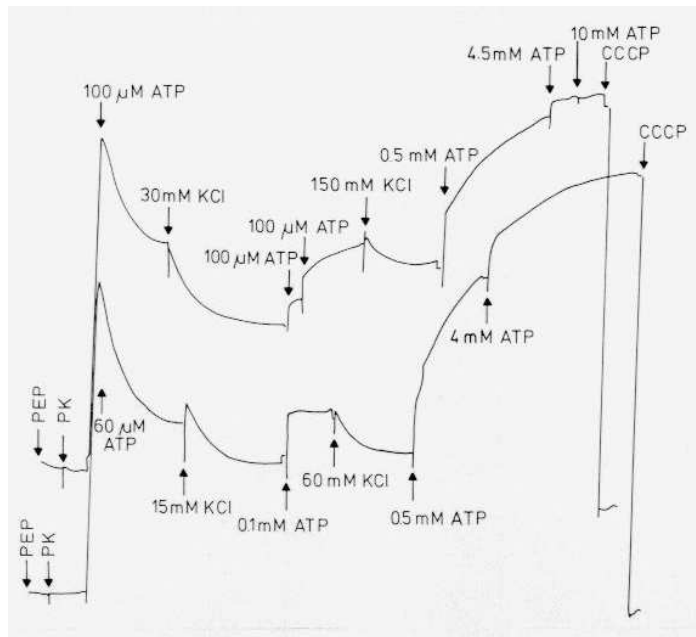 10 mM ATP
4.5 mM ATP
CCCP
100 µM ATP
CCCP
0.5 mM ATP
30 mM KCl
150 mM KCl
100 µM ATP
100 µM ATP
4 mM ATP
PEP
PK
60 µM
ATP
15 mM KCl
60 mM KCl
0.1 mM ATP
0.5 mM ATP
PEP
PK